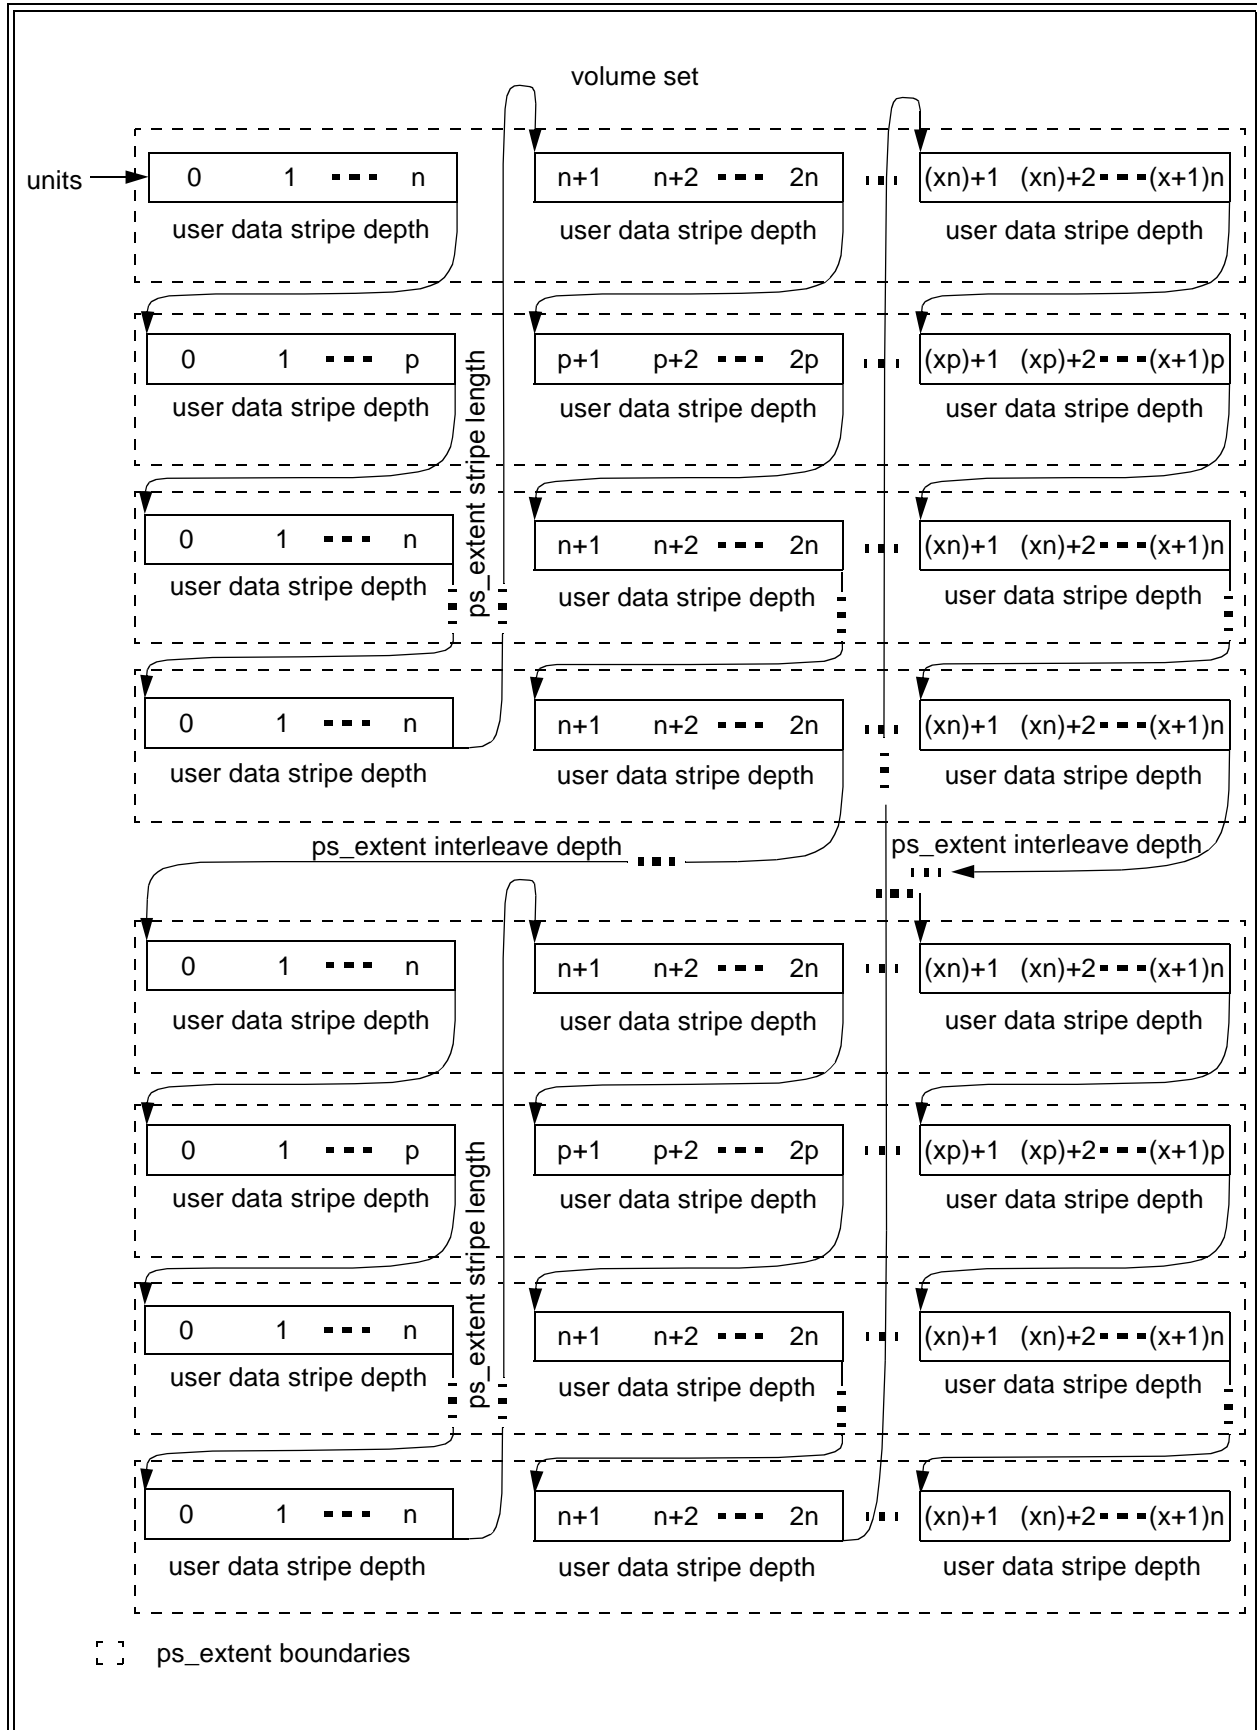 volume set
units
0 1 n n+1 n+2 2n (xn)+1 (xn)+2 (x+1)n
user data stripe depth user data stripe depth user data stripe depth
0 1 p p+1 p+2 2p (xp)+1 (xp)+2 (x+1)p
user data stripe depth user data stripe depth user data stripe depth
ps_extent stripe length
0 1 n n+1 n+2 2n (xn)+1 (xn)+2 (x+1)n
user data stripe depth user data stripe depth user data stripe depth
0 1 n n+1 n+2 2n (xn)+1 (xn)+2 (x+1)n
user data stripe depth user data stripe depth user data stripe depth
ps_extent interleave depth ps_extent interleave depth
0 1 n n+1 n+2 2n (xn)+1 (xn)+2 (x+1)n
user data stripe depth user data stripe depth user data stripe depth
0 1 p p+1 p+2 2p (xp)+1 (xp)+2 (x+1)p
user data stripe depth user data stripe depth user data stripe depth
ps_extent stripe length
0 1 n n+1 n+2 2n (xn)+1 (xn)+2 (x+1)n
user data stripe depth user data stripe depth user data stripe depth
0 1 n n+1 n+2 2n (xn)+1 (xn)+2 (x+1)n
user data stripe depth user data stripe depth user data stripe depth
ps_extent boundaries